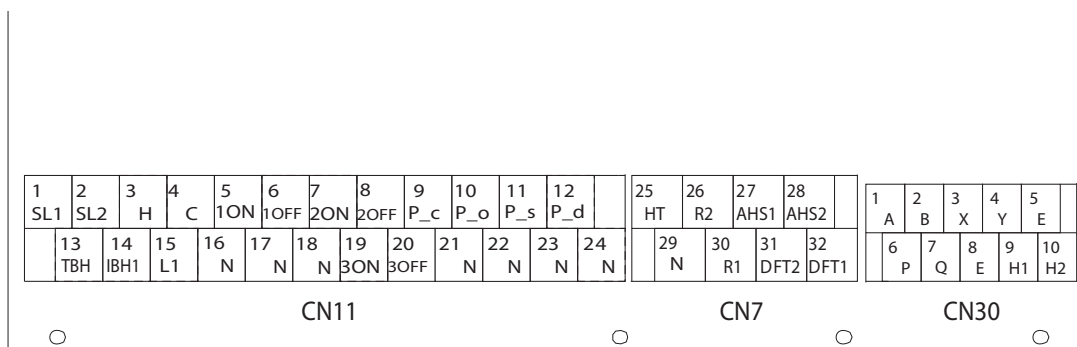 1 2 3 4 5 6 7 8 9 10 11 12
SL1 SL2 H C 1ON 1OFF 2ON 2OFF P_c P_o P_s P_d
13 14 15 16 17 18 19 20 21 22 23 24
TBH IBH1 L1 N N N 3ON 3OFF N N N N
CN11
25 26 27 28
HT R2 AHS1 AHS2
29 30 31 32
N R1 DFT2 DFT1
CN7
1 2 3 4 5
A B X Y E
6 7 8 9 10
P Q E H1 H2
CN30